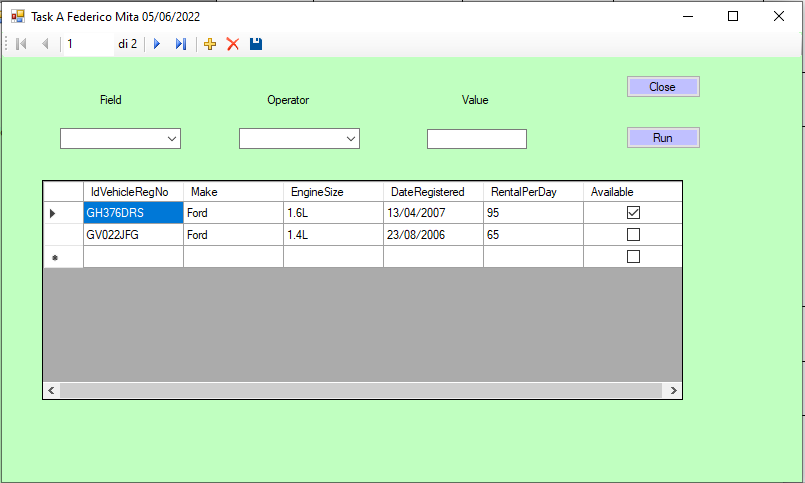 Task A Federico Mita 05/06/2022
1 di 2
Close
Field Operator Value
Run
IdVehicleRegNo Make EngineSize DateRegistered RentalPerDay Available
GH376DRS Ford 1.6L 13/04/2007 95
GV022JFG Ford 1.4L 23/08/2006 65